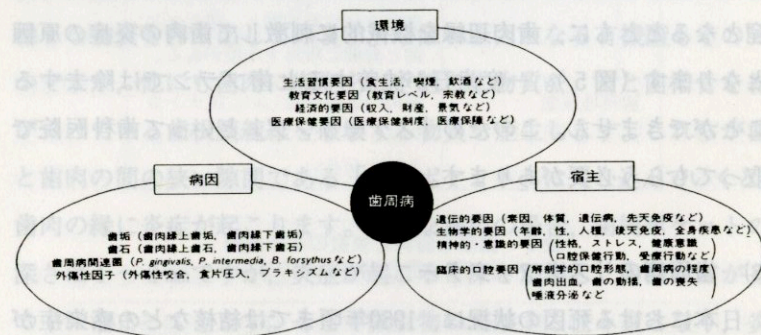 環境
生活習慣要因（食生活，喫煙，飲酒など）
教育文化要因（教育レベル，宗教など）
経済的要因（収入，財産，景気など）
医療保健要因（医療保健制度，医療保障など）
病因
歯垢（歯肉縁上歯垢，歯肉縁下歯垢）
歯石（歯肉縁上歯石，歯肉縁下歯石）
歯周病関連菌（P. gingivalis, P. intermedia, B. forsythusなど）
外傷性因子（外傷性咬合，食片圧入，ブラキシズムなど）
歯周病
宿主
遺伝的要因（素因，体質，遺伝病，先天免疫など）
生物学的要因（年齢，性，人種，後天免疫，全身疾患など）
精神的・意識的要因（性格，ストレス，健康意識
口腔保健行動，受療行動など）
臨床的口腔要因（解剖学的口腔形態，歯周病の程度
歯肉出血，歯の動揺，歯の喪失
唾液分泌など）